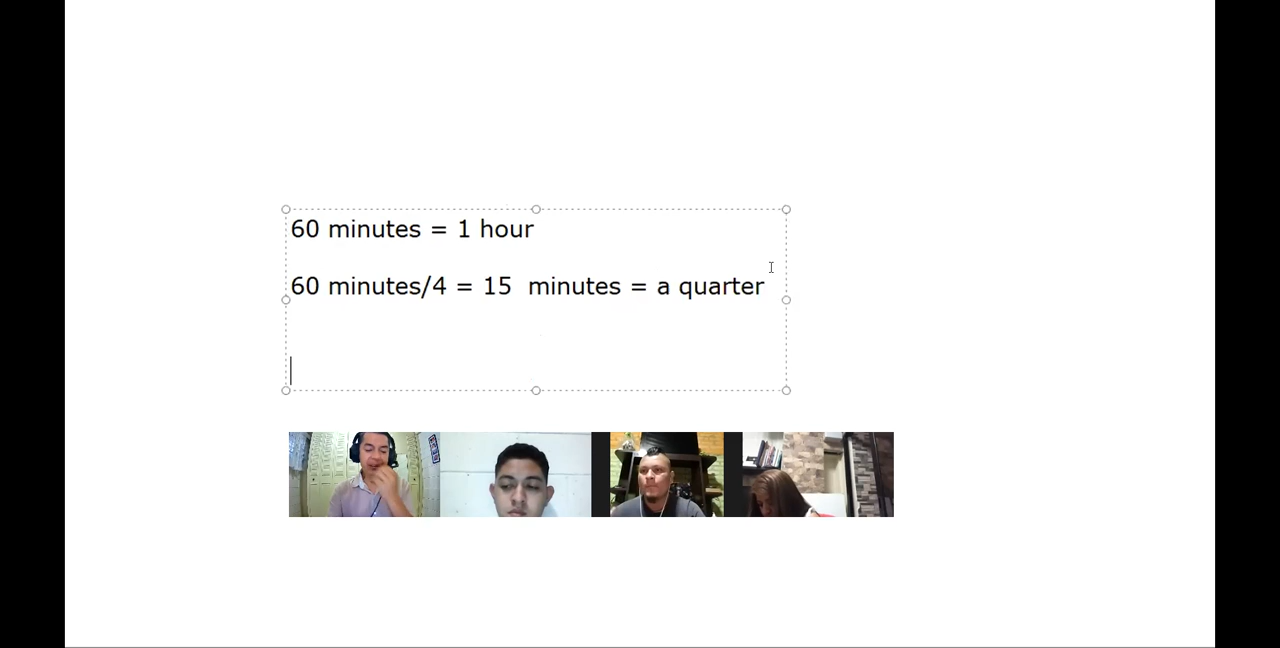 60 minutes = 1 hour
60 minutes/4 = 15  minutes = a quarter